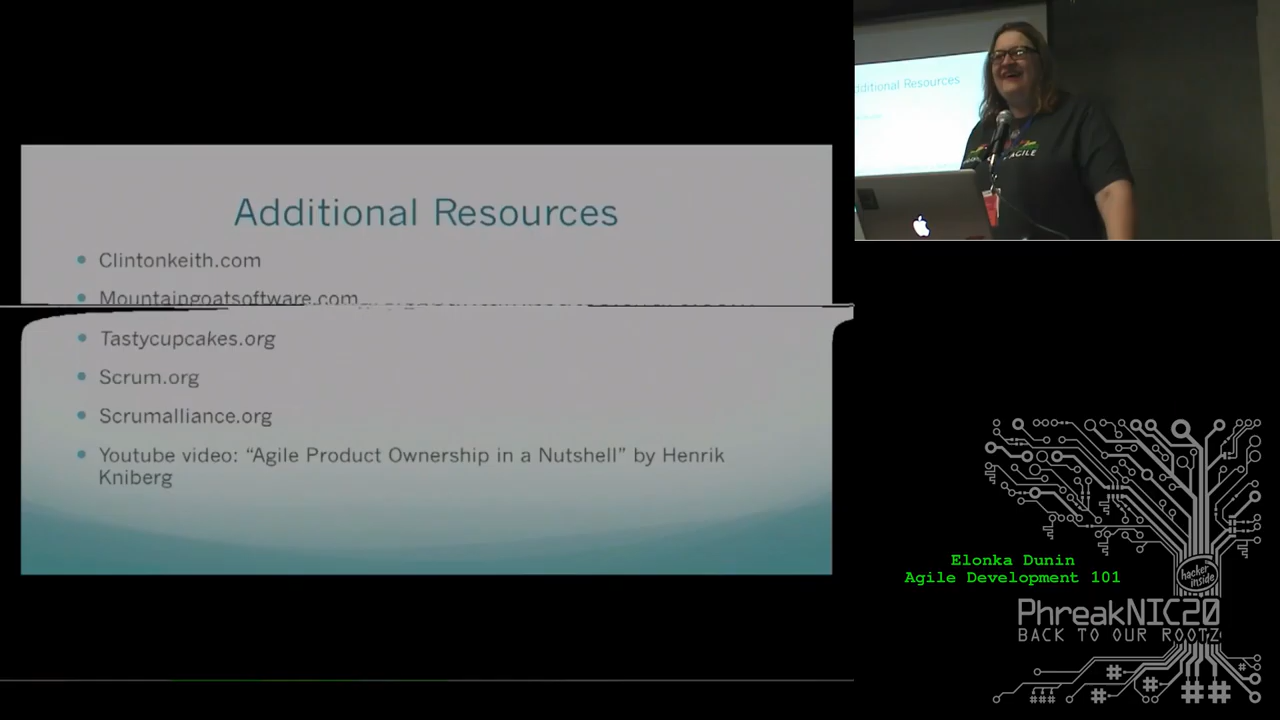 Additional Resources
Clintonkeith.com
Mountaingoatsoftware.com
Tastycupcakes.org
Scrum.org
Scrumalliance.org
Youtube video: “Agile Product Ownership in a Nutshell” by Henrik
Kniberg
dditional Resources
AGILE
Elonka Dunin
Agile Development 101
hacker
inside
PhreakNIC20
BACK TO OUR ROOTZ